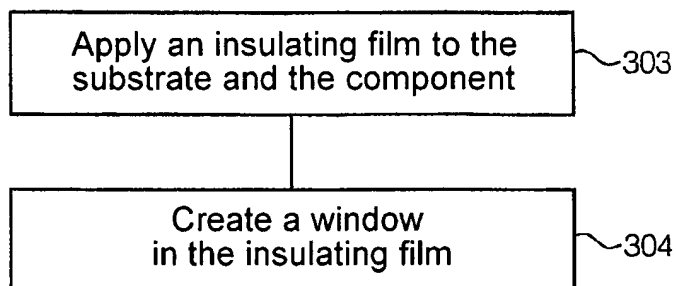 Apply an insulating film to the
substrate and the component
303
Create a window
in the insulating film
304